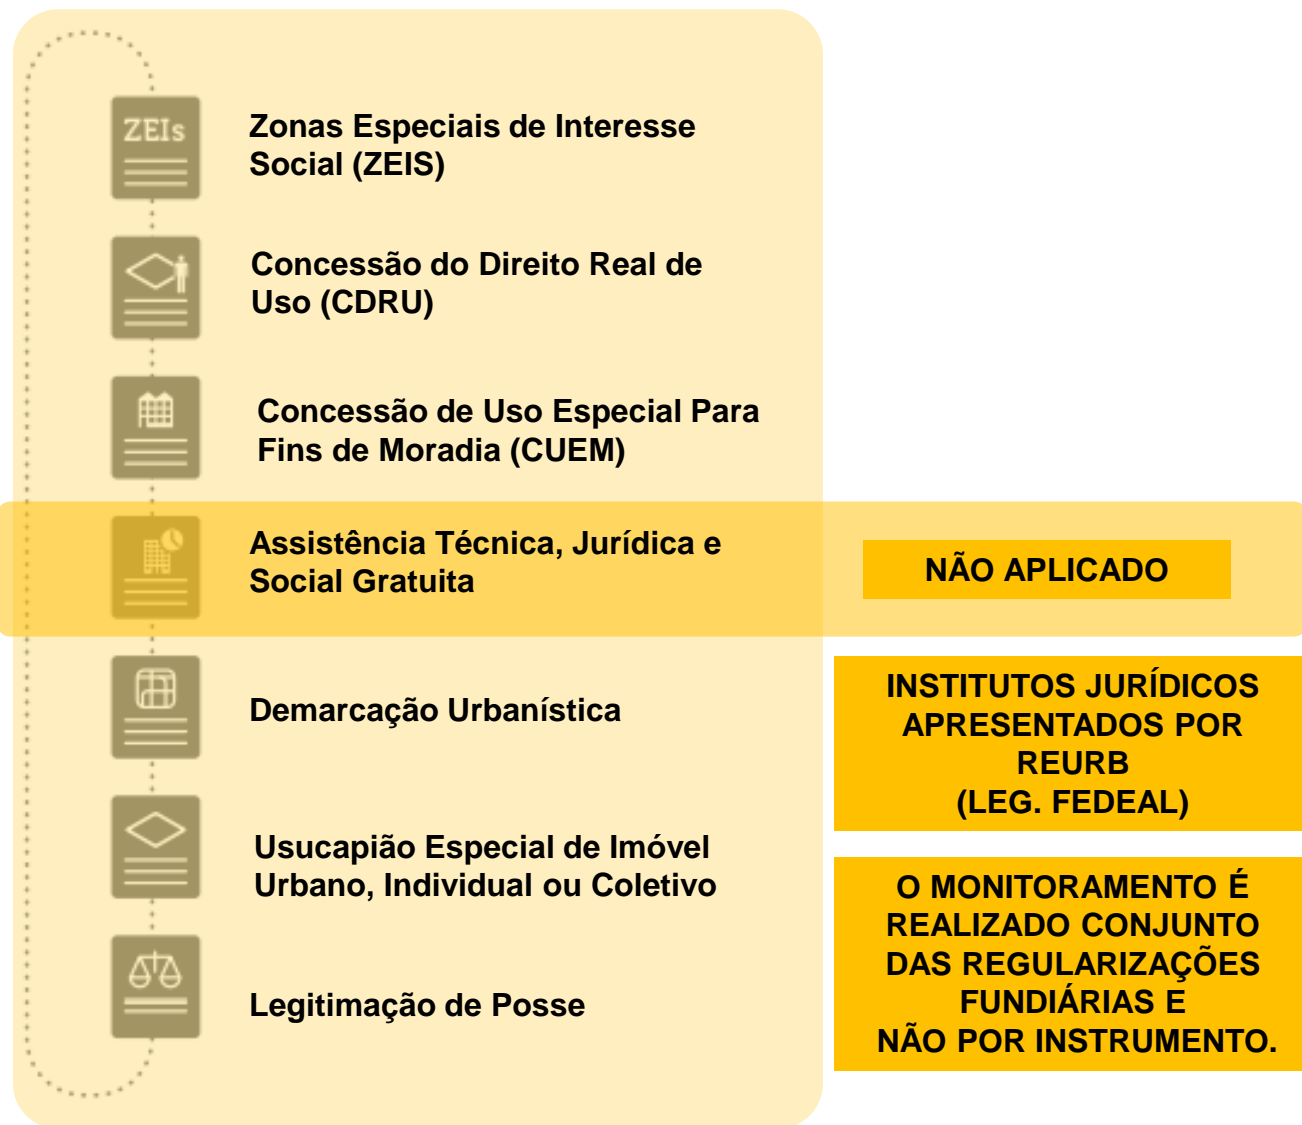 ZEIs
Zonas Especiais de Interesse
Social (ZEIS)
Concessão do Direito Real de
Uso (CDRU)
Concessão de Uso Especial Para
Fins de Moradia (CUEM)
Assistência Técnica, Jurídica e
Social Gratuita
NÃO APLICADO
Demarcação Urbanística
INSTITUTOS JURÍDICOS
APRESENTADOS POR
REURB
(LEG. FEDEAL)
Usucapião Especial de Imóvel
Urbano, Individual ou Coletivo
Legitimação de Posse
O MONITORAMENTO É
REALIZADO CONJUNTO
DAS REGULARIZAÇÕES
FUNDIÁRIAS E
NÃO POR INSTRUMENTO.